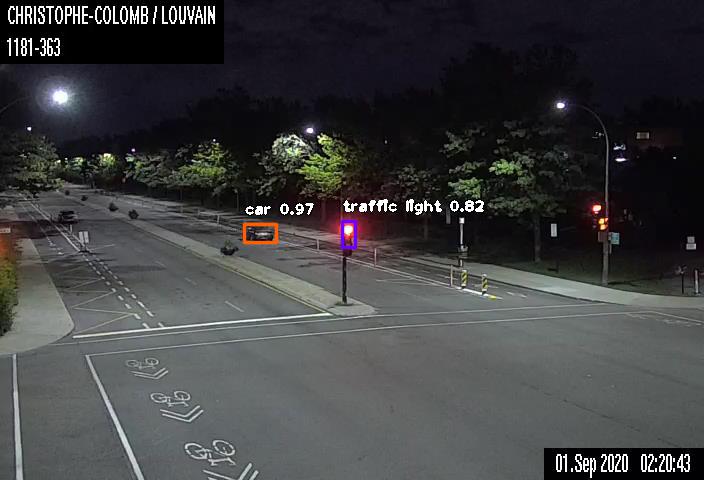 CHRISTOPHE-COLOMB / LOUVAIN
1181-363
car 0.97
traffic light 0.82
01.Sep 2020 02:20:43